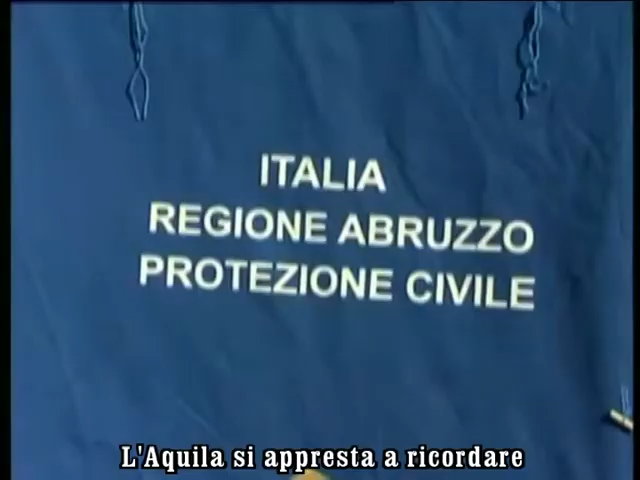 ITALIA
REGIONE ABRUZZO
PROTEZIONE CIVILE
L'Aquila si appresta a ricordare